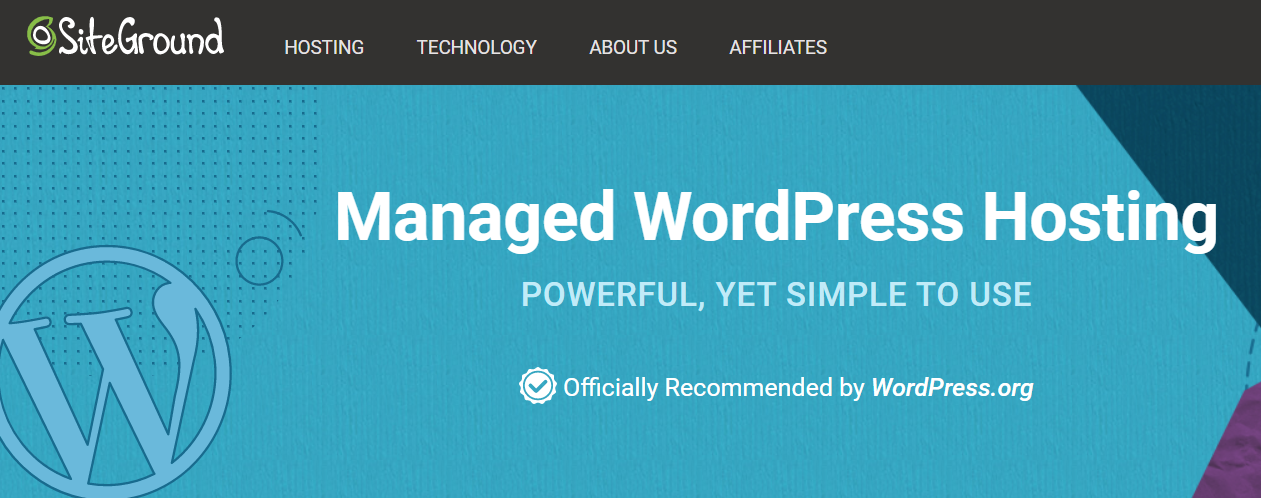 SiteGround
HOSTING TECHNOLOGY ABOUT US AFFILIATES
Managed WordPress Hosting
POWERFUL, YET SIMPLE TO USE
Officially Recommended by WordPress.org